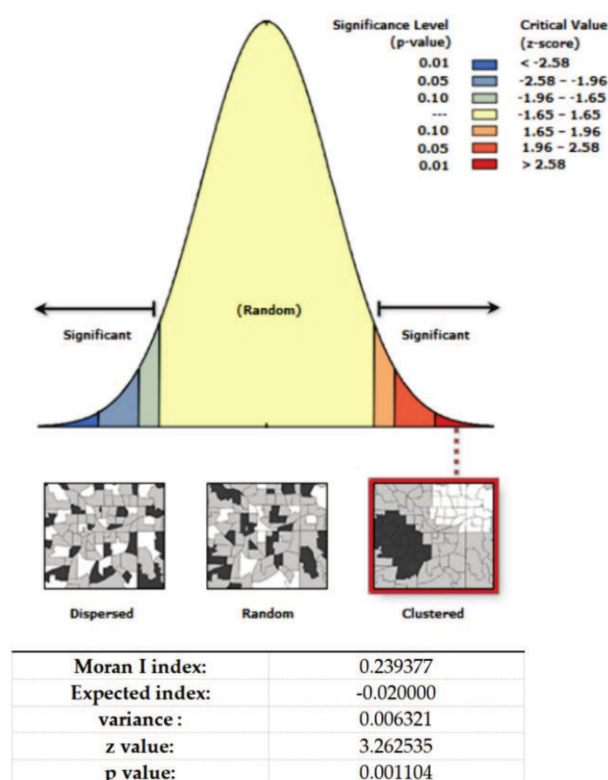 Significance Level Critical Value
(p-value) (z-score)
0.01 < -2.58
0.05 -2.58 – -1.96
0.10 -1.96 – -1.65
--- -1.65 – 1.65
0.10 1.65 – 1.96
0.05 1.96 – 2.58
0.01 > 2.58
(Random)
Significant Significant
Dispersed Random Clustered
Moran I index: 0.239377
Expected index: -0.020000
variance : 0.006321
z value: 3.262535
p value: 0.001104